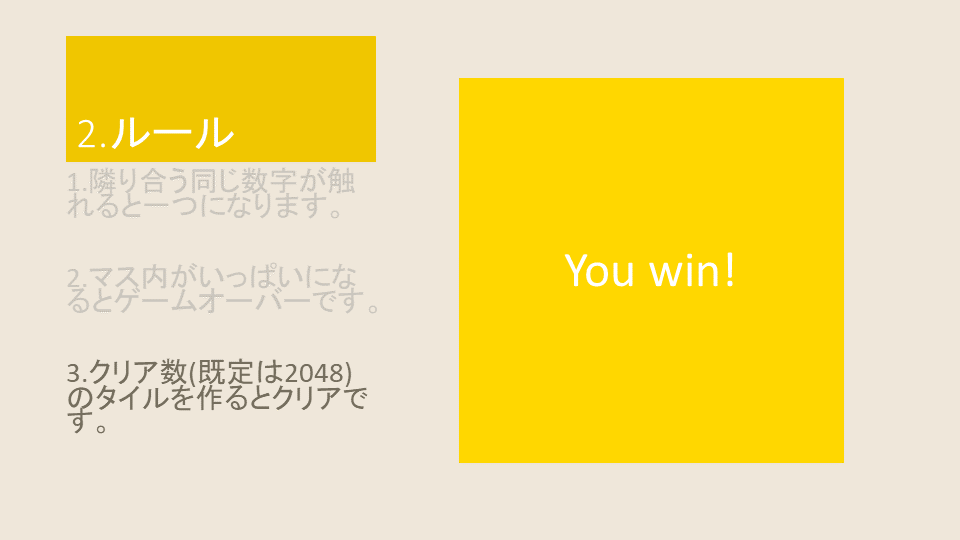 2.ルール
1.隣り合う同じ数字が触
れると一つになります。
2.マス内がいっぱいにな
るとゲームオーバーです。
3.クリア数(既定は2048)
のタイルを作るとクリアで
す。
You win!